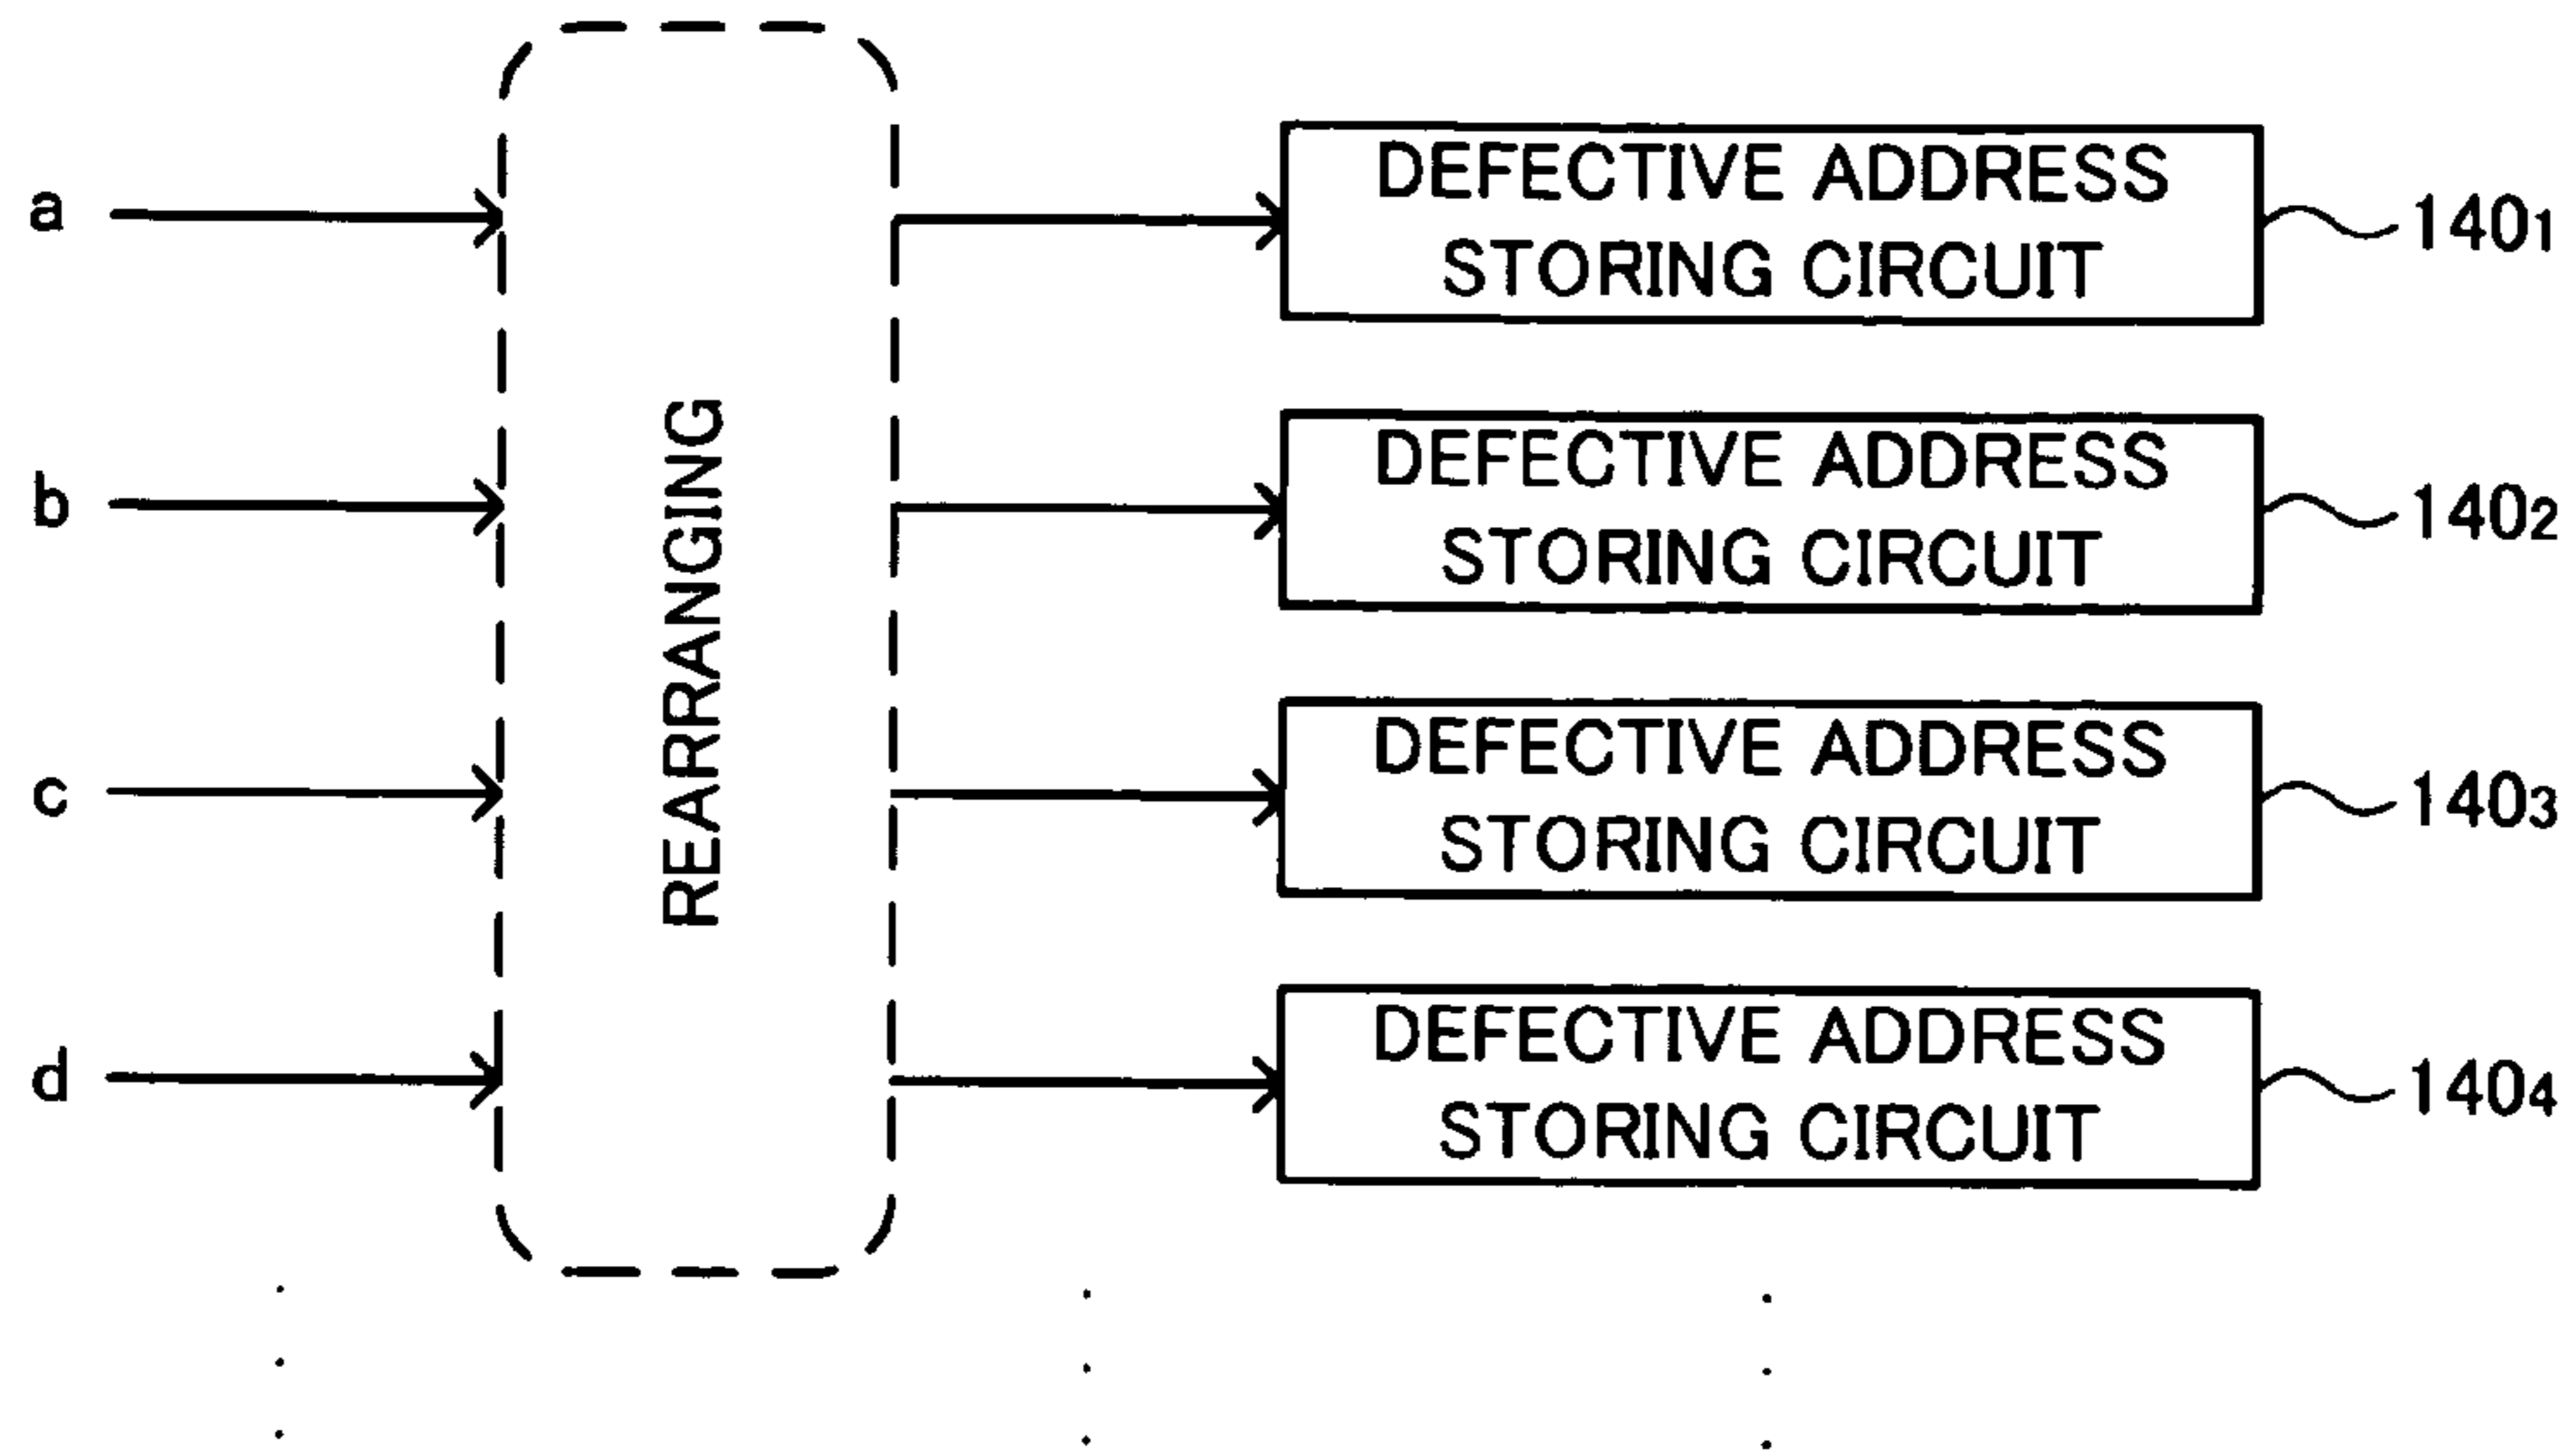 a
DEFECTIVE ADDRESS
STORING CIRCUIT
140₁
b
DEFECTIVE ADDRESS
STORING CIRCUIT
140₂
REARRANGING
c
DEFECTIVE ADDRESS
STORING CIRCUIT
140₃
d
DEFECTIVE ADDRESS
STORING CIRCUIT
140₄